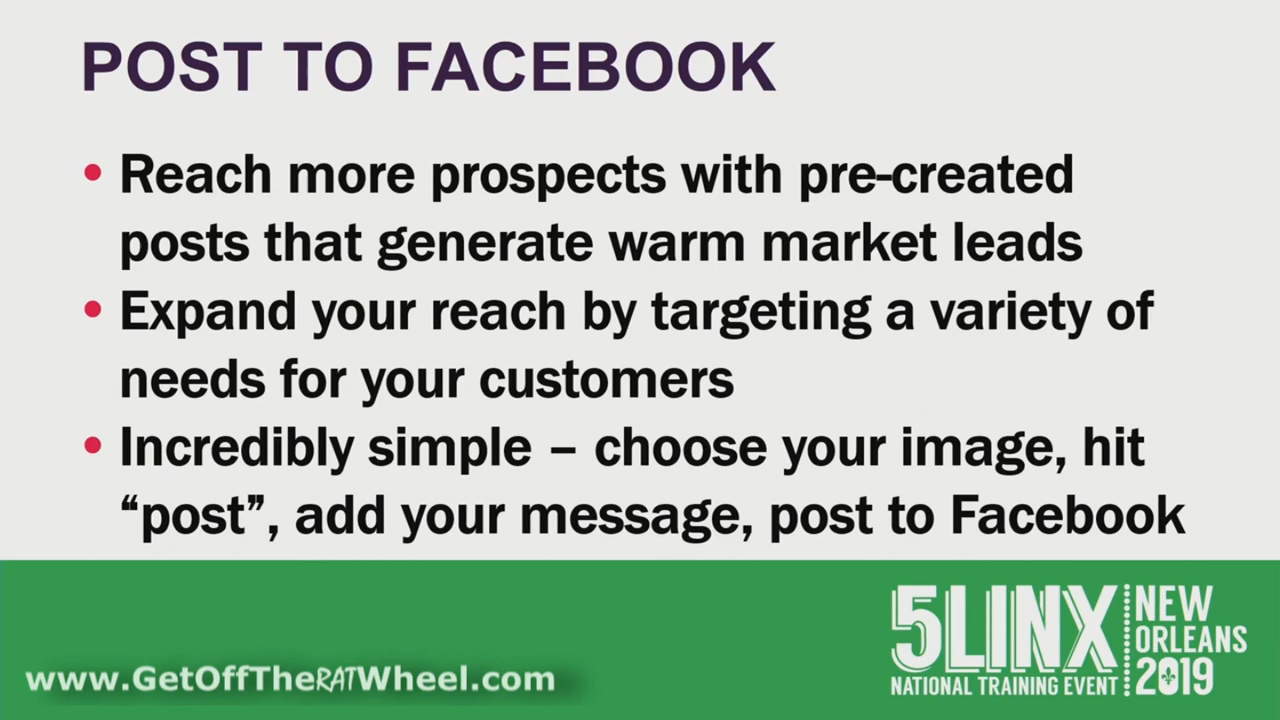 POST TO FACEBOOK
• Reach more prospects with pre-created
posts that generate warm market leads
• Expand your reach by targeting a variety of
needs for your customers
• Incredibly simple – choose your image, hit
“post”, add your message, post to Facebook
www.GetOffTheRATWheel.com
5LINX
NATIONAL TRAINING EVENT
NEW
ORLEANS
2019